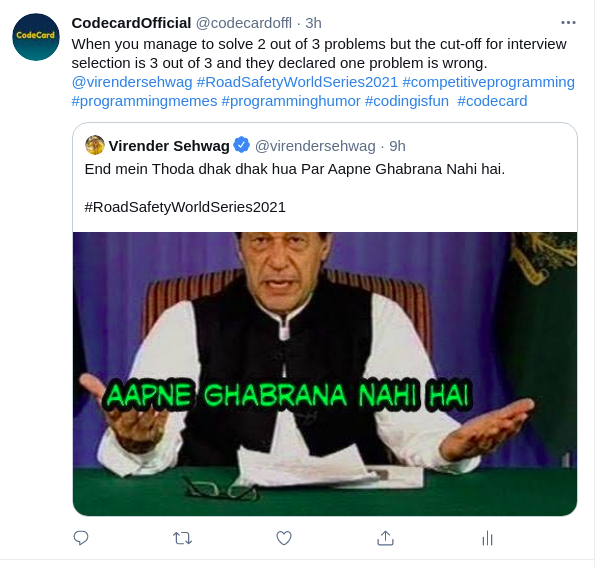 CodeCard
CodecardOfficial @codecardoffl · 3h
When you manage to solve 2 out of 3 problems but the cut-off for interview
selection is 3 out of 3 and they declared one problem is wrong.
@virendersehwag #RoadSafetyWorldSeries2021 #competitiveprogramming
#programmingmemes #programminghumor #codingisfun #codecard
Virender Sehwag @virendersehwag · 9h
End mein Thoda dhak dhak hua Par Aapne Ghabrana Nahi hai.
#RoadSafetyWorldSeries2021
AAPNE GHABRANA NAHI HAI